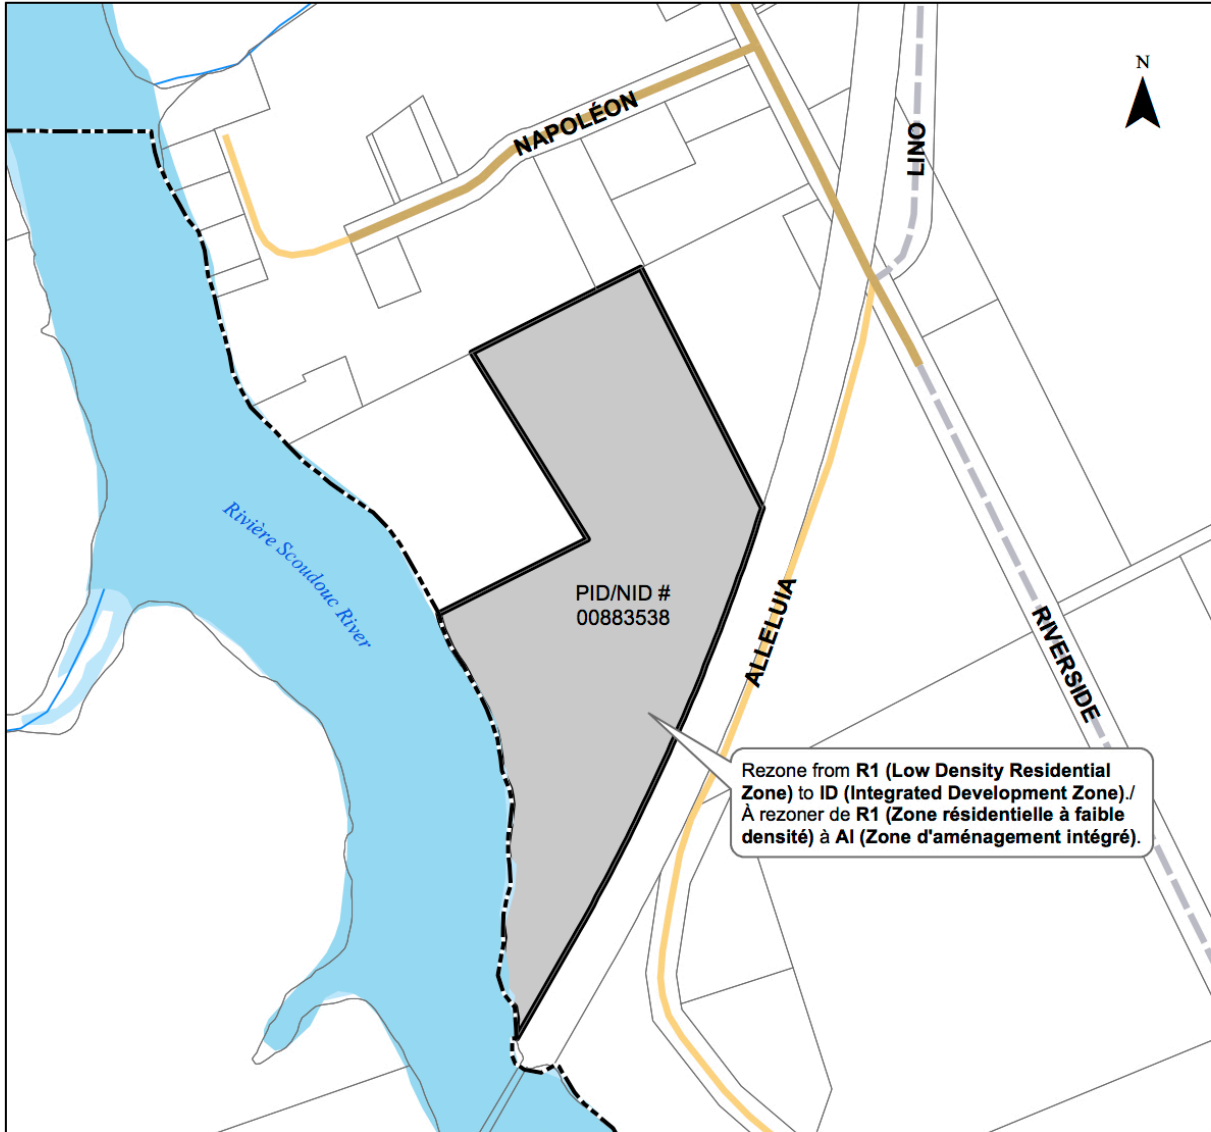 N
NAPOLÉON
LINO
Rivière Scoudouc River
PID/NID #
00883538
ALLELUIA
RIVERSIDE
Rezone from R1 (Low Density Residential
Zone) to ID (Integrated Development Zone)./
À rezoner de R1 (Zone résidentielle à faible
densité) à AI (Zone d'aménagement intégré).